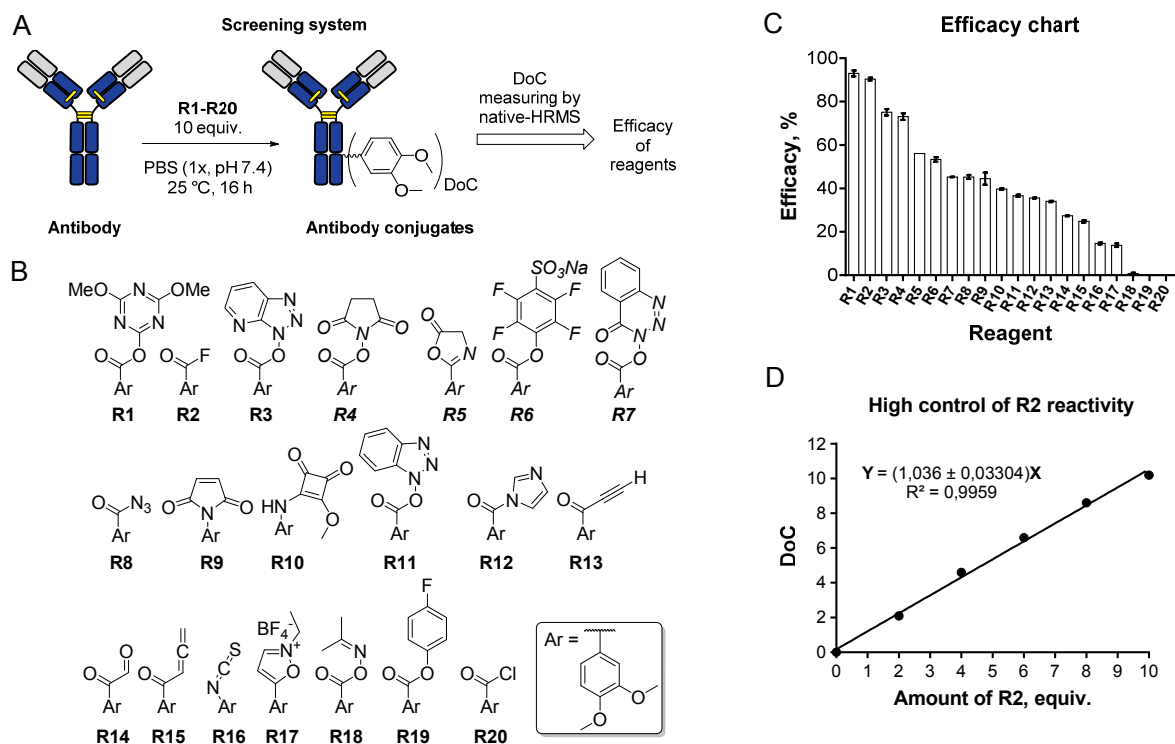 A
Screening system
R1-R20
10 equiv.
PBS (1x, pH 7.4)
25 °C, 16 h
O
O
DoC
DoC
measuring by
native-HRMS
Efficacy
of
reagents
Antibody
Antibody conjugates
B
MeO N OMe
N N
O O
Ar
R1
O F
Ar
R2
N N
N N
O O
Ar
R3
O N O
O O
Ar
R4
O
O N
Ar
R5
SO3Na
F F
F F
O O
Ar
R6
N
N
O N
O O
Ar
R7
O N3
Ar
R8
O N O
Ar
R9
O O
HN O
Ar
R10
N
N
N
O O
Ar
R11
N
O N
Ar
R12
H
O
Ar
R13
O O
Ar
R14
O
Ar
R15
S
C
N
Ar
R16
BF4-
N+
O
Ar
R17
N
O O
Ar
R18
F
O O
Ar
R19
O Cl
Ar
R20
Ar =
O
O
C
Efficacy chart
Efficacy, %
100
80
60
40
20
0
R1 R2 R3 R4 R5 R6 R7 R8 R9 R10 R11 R12 R13 R14 R15 R16 R17 R18 R19 R20
Reagent
D
High control of R2 reactivity
Y = (1,036 ± 0,03304)X
R² = 0,9959
DoC
12
10
8
6
4
2
0
0 2 4 6 8 10
Amount of R2, equiv.